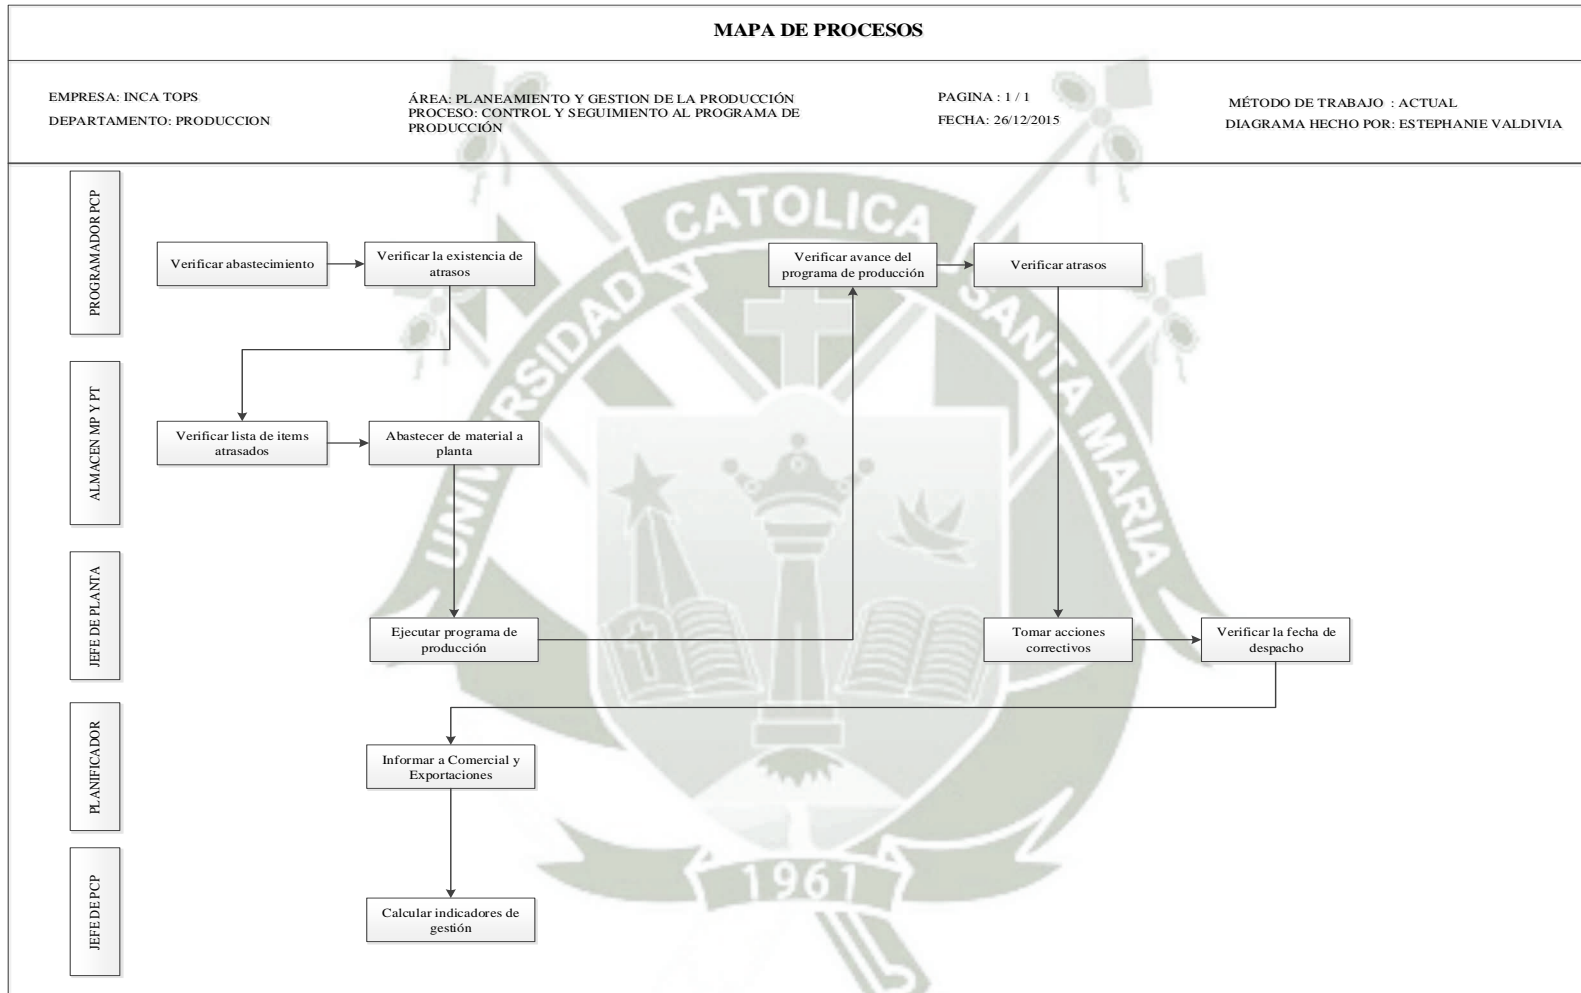 MAPA DE PROCESOS
EMPRESA: INCA TOPS
DEPARTAMENTO: PRODUCCION
ÁREA: PLANEAMIENTO Y GESTION DE LA PRODUCCIÓN
PROCESO: CONTROL Y SEGUIMIENTO AL PROGRAMA DE
PRODUCCIÓN
PAGINA : 1 / 1
FECHA: 26/12/2015
MÉTODO DE TRABAJO : ACTUAL
DIAGRAMA HECHO POR: ESTEPHANIE VALDIVIA
PROGRAMADOR PCP
Verificar abastecimiento
Verificar la existencia de
atrasos
Verificar avance del
programa de producción
Verificar atrasos
ALMACEN MP Y PT
Verificar lista de items
atrasados
Abastecer de material a
planta
JEFE DE PLANTA
Ejecutar programa de
producción
Tomar acciones
correctivos
Verificar la fecha de
despacho
PLANIFICADOR
Informar a Comercial y
Exportaciones
JEFE DE PCP
Calcular indicadores de
gestión
UNIVERSIDAD CATOLICA SANTA MARIA
1961